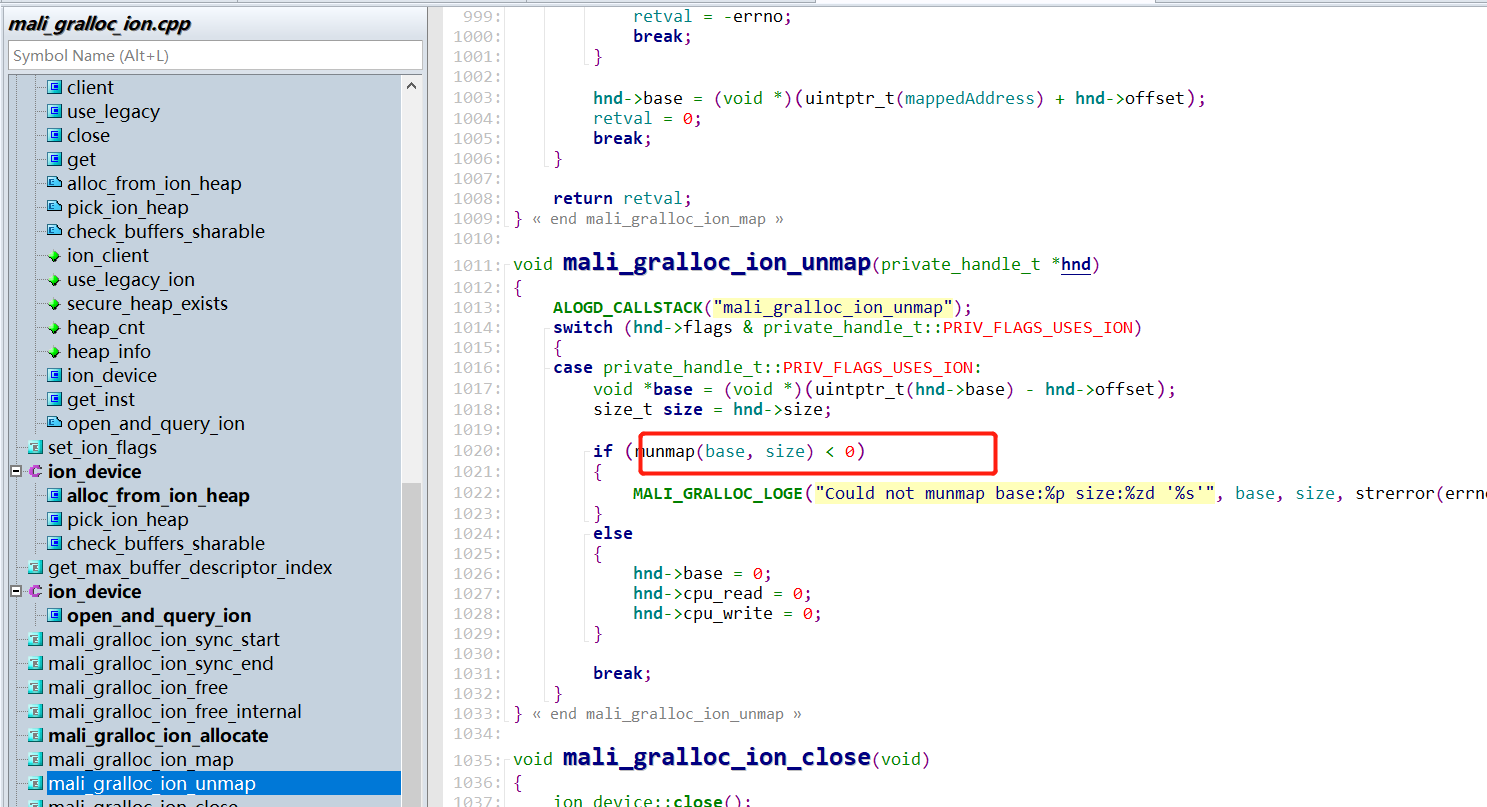 mali_gralloc_ion.cpp
Symbol Name (Alt+L)
client
use_legacy
close
get
alloc_from_ion_heap
pick_ion_heap
check_buffers_sharable
ion_client
use_legacy_ion
secure_heap_exists
heap_cnt
heap_info
ion_device
get_inst
open_and_query_ion
set_ion_flags
ion_device
alloc_from_ion_heap
pick_ion_heap
check_buffers_sharable
get_max_buffer_descriptor_index
ion_device
open_and_query_ion
mali_gralloc_ion_sync_start
mali_gralloc_ion_sync_end
mali_gralloc_ion_free
mali_gralloc_ion_free_internal
mali_gralloc_ion_allocate
mali_gralloc_ion_map
mali_gralloc_ion_unmap
mali_gralloc_ion_close
999: retval = -errno;
1000: break;
1001: }
1002:
1003: hnd->base = (void *)(uintptr_t(mappedAddress) + hnd->offset);
1004: retval = 0;
1005: break;
1006: }
1007:
1008: return retval;
1009: } « end mali_gralloc_ion_map »
1010:
1011: void mali_gralloc_ion_unmap(private_handle_t *hnd)
1012: {
1013: ALOGD_CALLSTACK("mali_gralloc_ion_unmap");
1014: switch (hnd->flags & private_handle_t::PRIV_FLAGS_USES_ION)
1015: {
1016: case private_handle_t::PRIV_FLAGS_USES_ION:
1017: void *base = (void *)(uintptr_t(hnd->base) - hnd->offset);
1018: size_t size = hnd->size;
1019:
1020: if (munmap(base, size) < 0)
1021: {
1022: MALI_GRALLOC_LOGE("Could not munmap base:%p size:%zd '%s'", base, size, strerror(errno
1023: }
1024: else
1025: {
1026: hnd->base = 0;
1027: hnd->cpu_read = 0;
1028: hnd->cpu_write = 0;
1029: }
1030:
1031: break;
1032: }
1033: } « end mali_gralloc_ion_unmap »
1034:
1035: void mali_gralloc_ion_close(void)
1036: {
1037: ion_device::close();